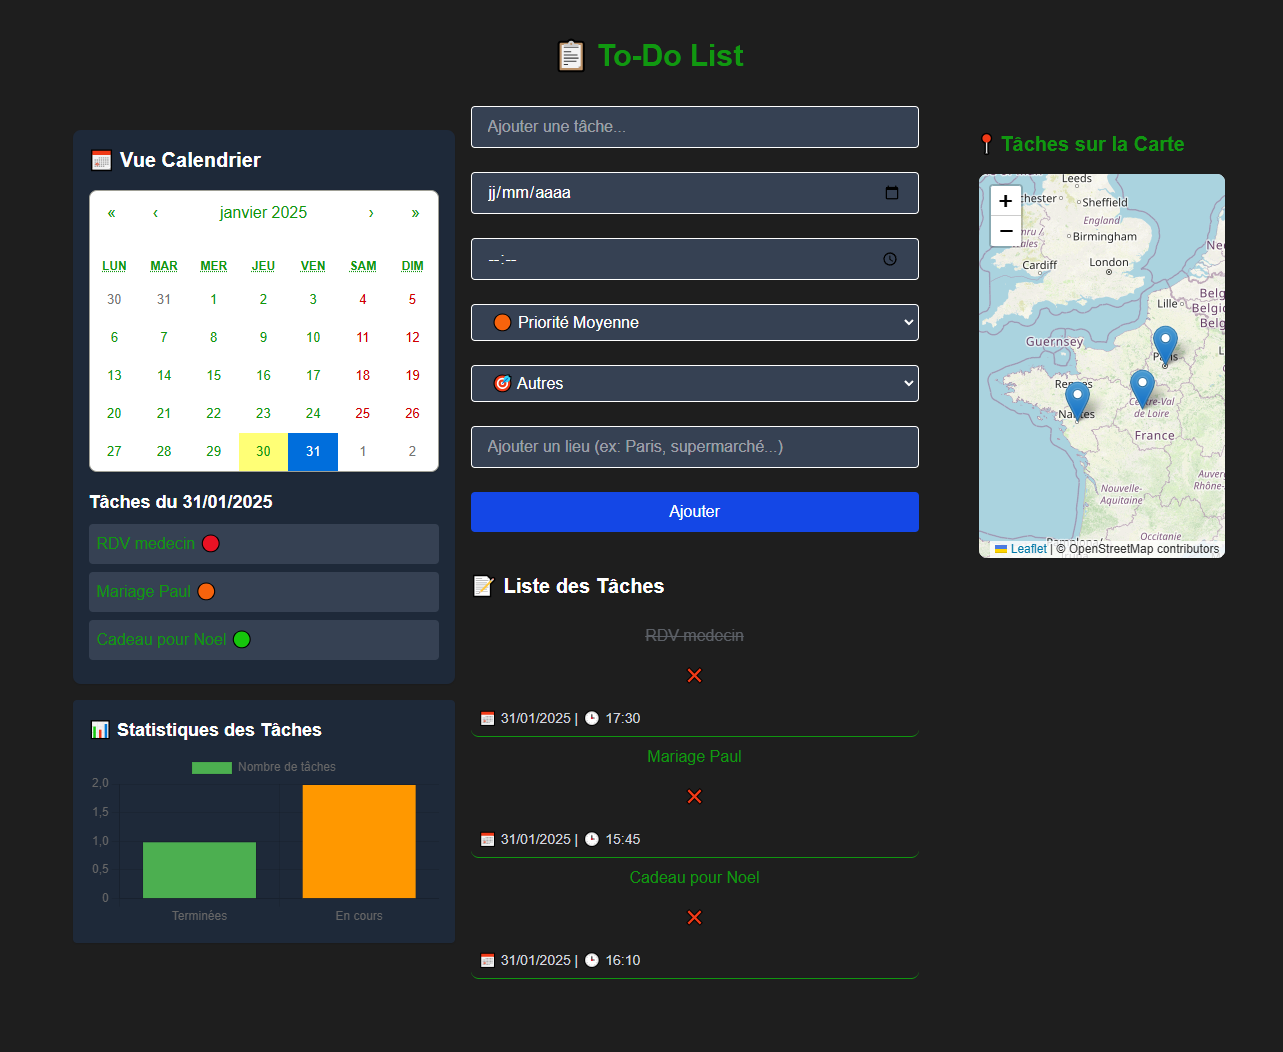 📋 To-Do List
📅 Vue Calendrier
« ‹ janvier 2025 › »
LUN MAR MER JEU VEN SAM DIM
30 31 1 2 3 4 5
6 7 8 9 10 11 12
13 14 15 16 17 18 19
20 21 22 23 24 25 26
27 28 29 30 31 1 2
Tâches du 31/01/2025
RDV medecin 🔴
Mariage Paul 🟠
Cadeau pour Noel 🟢
📊 Statistiques des Tâches
Nombre de tâches
2,0
1,5
1,0
0,5
0
Terminées En cours
Ajouter une tâche...
jj/mm/aaaa
--:--
🟠 Priorité Moyenne
🎯 Autres
Ajouter un lieu (ex: Paris, supermarché...)
Ajouter
📝 Liste des Tâches
RDV medecin
❌
📅 31/01/2025 | 🕒 17:30
Mariage Paul
❌
📅 31/01/2025 | 🕒 15:45
Cadeau pour Noel
❌
📅 31/01/2025 | 🕒 16:10
📍 Tâches sur la Carte
+
−
Leeds
Sheffield
England
Birmingham
Cardiff
London
Lille
Guernsey
Paris
Nantes
Centre-Val
de Loire
France
Nouvelle-
Aquitaine
Occitanie
Leaflet | © OpenStreetMap contributors